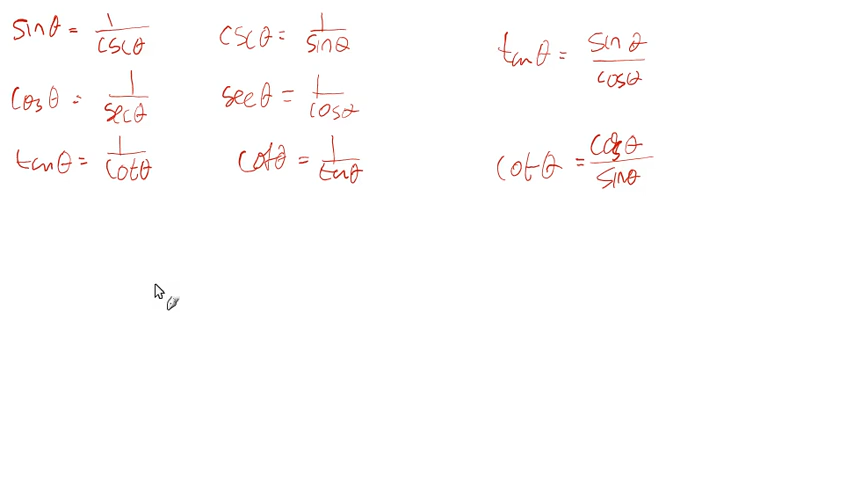 sinθ = 1/cscθ cscθ = 1/sinθ tanθ = sinθ/cosθ
cosθ = 1/secθ secθ = 1/cosθ
tanθ = 1/cotθ cotθ = 1/tanθ cotθ = cosθ/sinθ